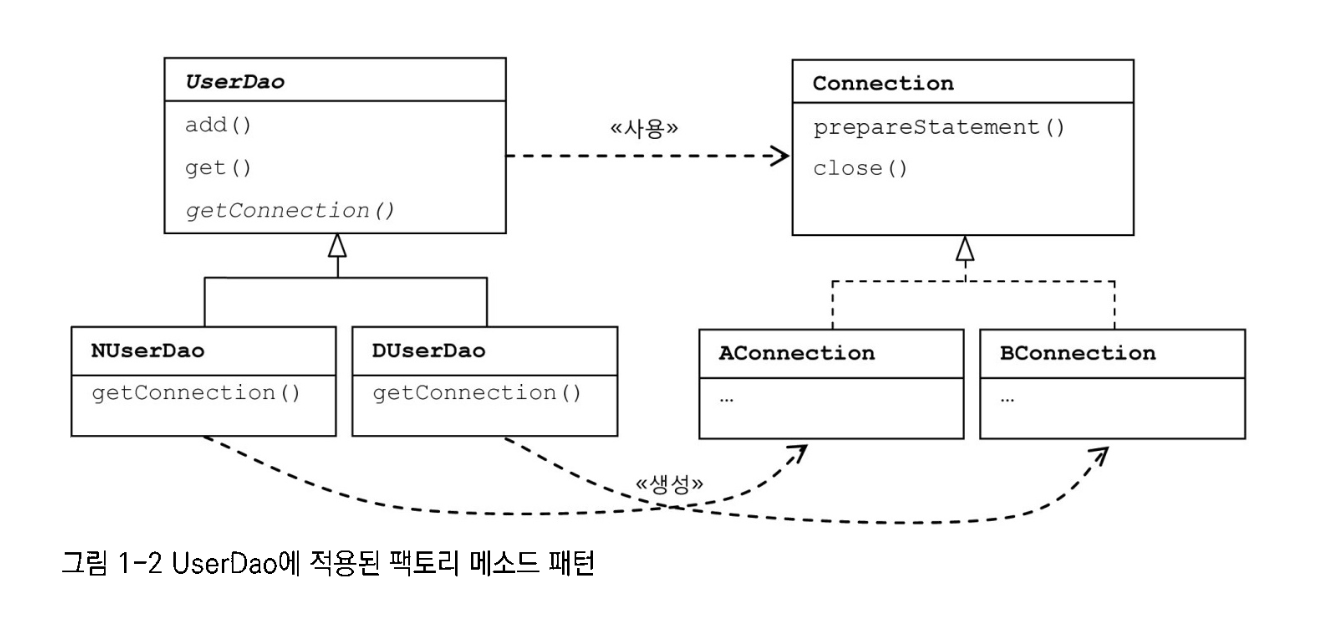 UserDao
add()
get()
getConnection()
«사용»
Connection
prepareStatement()
close()
NUserDao
getConnection()
DUserDao
getConnection()
AConnection
...
BConnection
...
«생성»
그림 1-2 UserDao에 적용된 팩토리 메소드 패턴